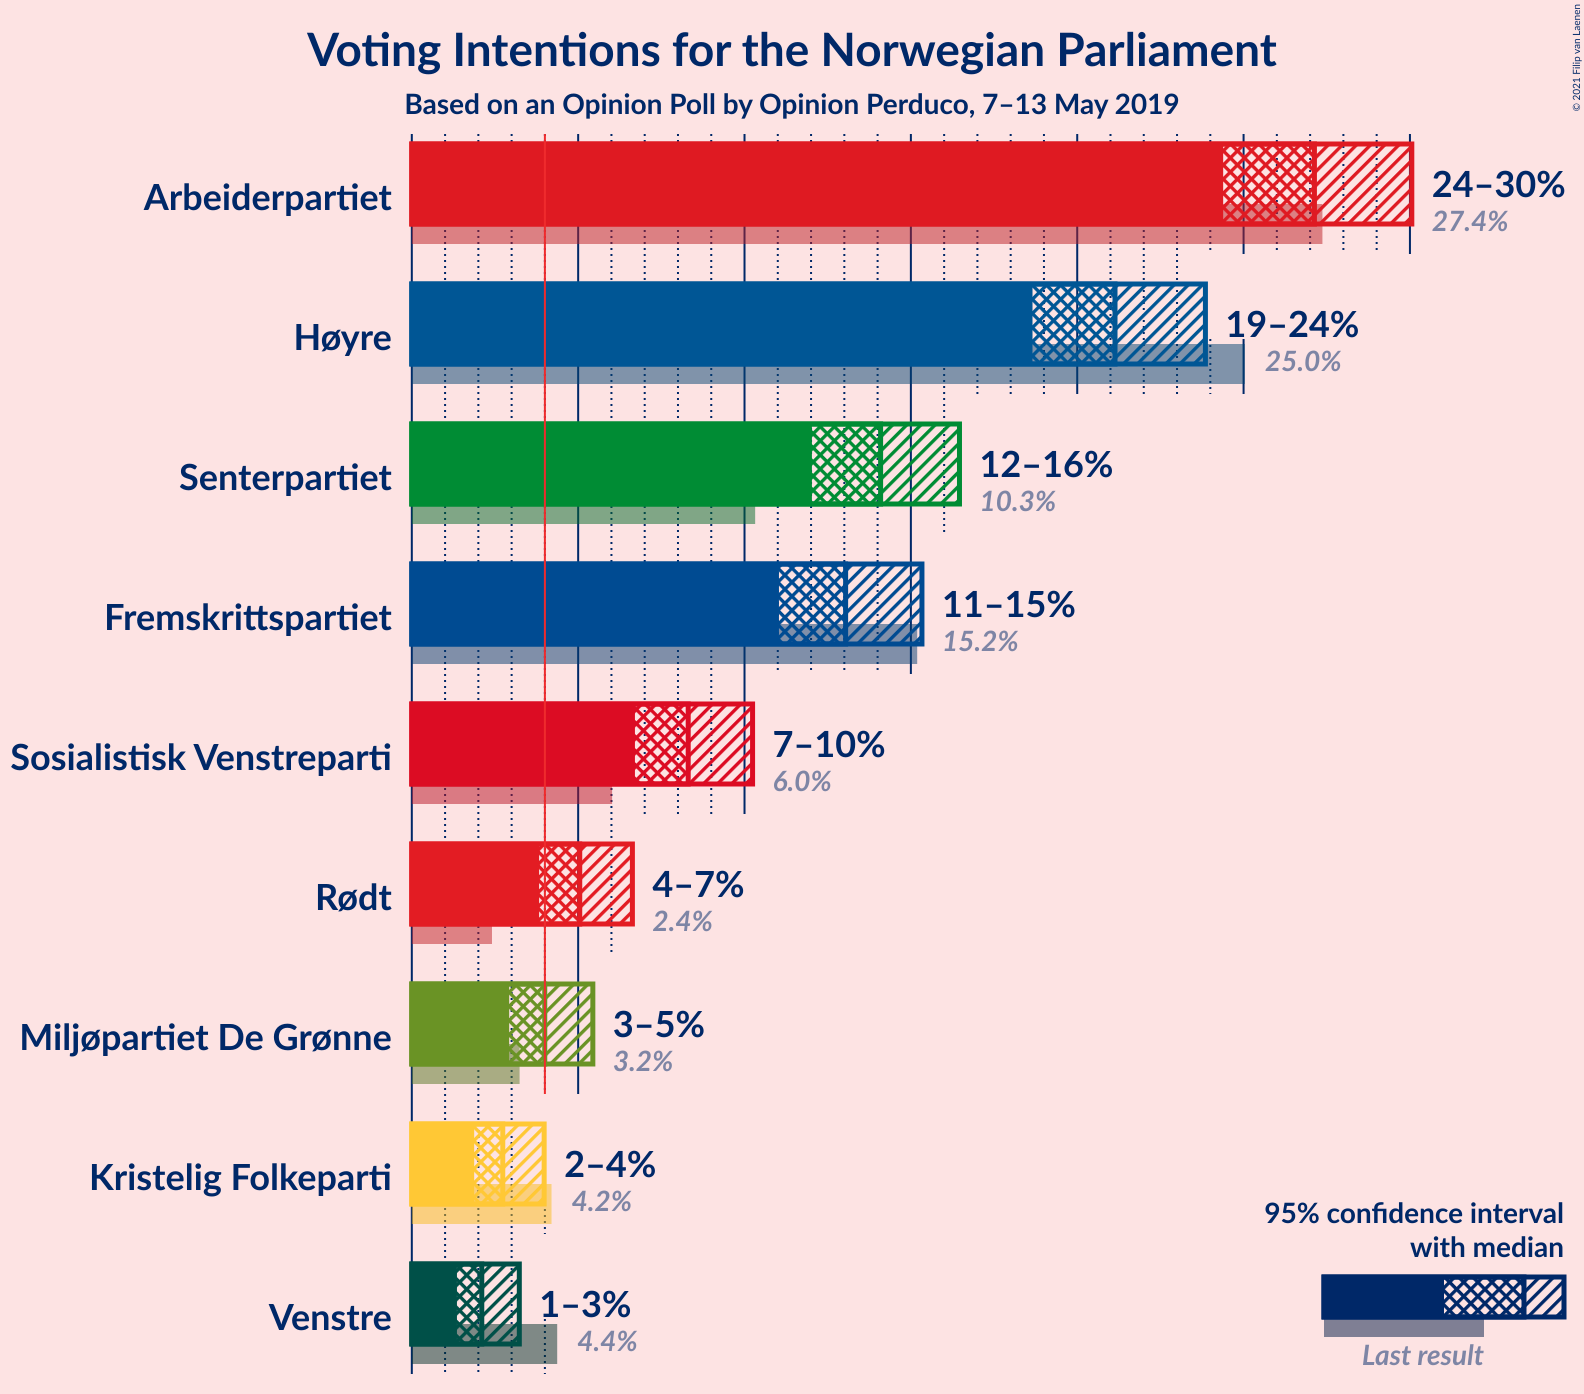 Voting Intentions for the Norwegian Parliament
Based on an Opinion Poll by Opinion Perduco, 7–13 May 2019
© 2021 Filip van Laenen
Arbeiderpartiet
24–30%
27.4%
Høyre
19–24%
25.0%
Senterpartiet
12–16%
10.3%
Fremskrittspartiet
11–15%
15.2%
Sosialistisk Venstreparti
7–10%
6.0%
Rødt
4–7%
2.4%
Miljøpartiet De Grønne
3–5%
3.2%
Kristelig Folkeparti
2–4%
4.2%
Venstre
1–3%
4.4%
95% confidence interval
with median
Last result